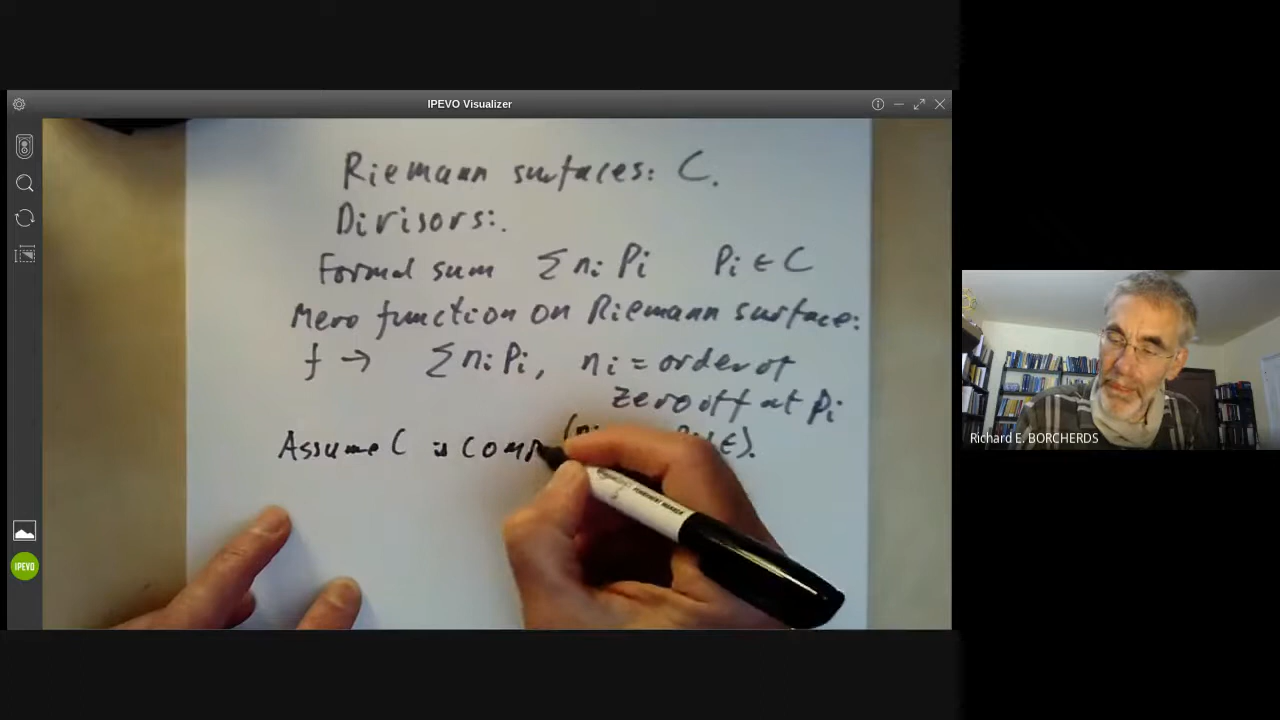 IPEVO Visualizer
Riemann surfaces: C.
Divisors:.
Formal sum Σ ni Pi Pi ∈ C
Mero function on Riemann surface:
f → Σ ni Pi, ni = order of
zero of f at Pi
Assume C is comp
IPEVO
Richard E. BORCHERDS